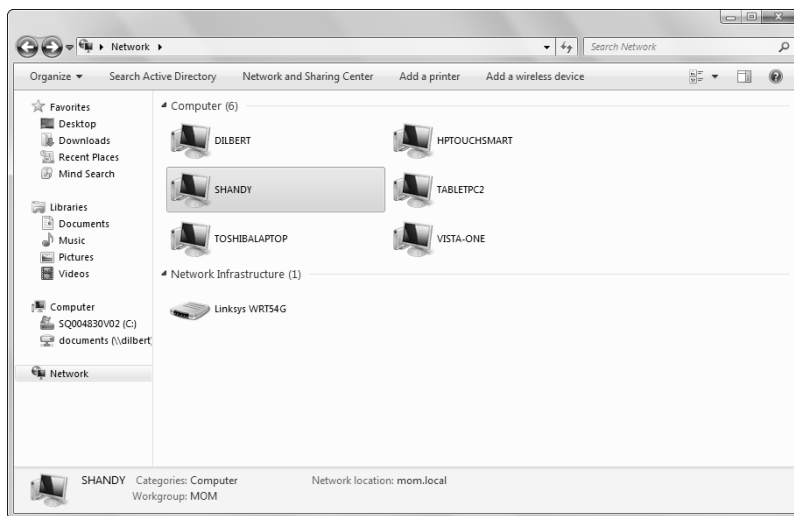 Network
Search Network
Organize Search Active Directory Network and Sharing Center Add a printer Add a wireless device
Favorites
Desktop
Downloads
Recent Places
Mind Search
Libraries
Documents
Music
Pictures
Videos
Computer
SQ004830V02 (C:)
documents (\\dilbert)
Network
Computer (6)
DILBERT
HPTOUCHSMART
SHANDY
TABLETPC2
TOSHIBALAPTOP
VISTA-ONE
Network Infrastructure (1)
Linksys WRT54G
SHANDY Categories: Computer Network location: mom.local
Workgroup: MOM